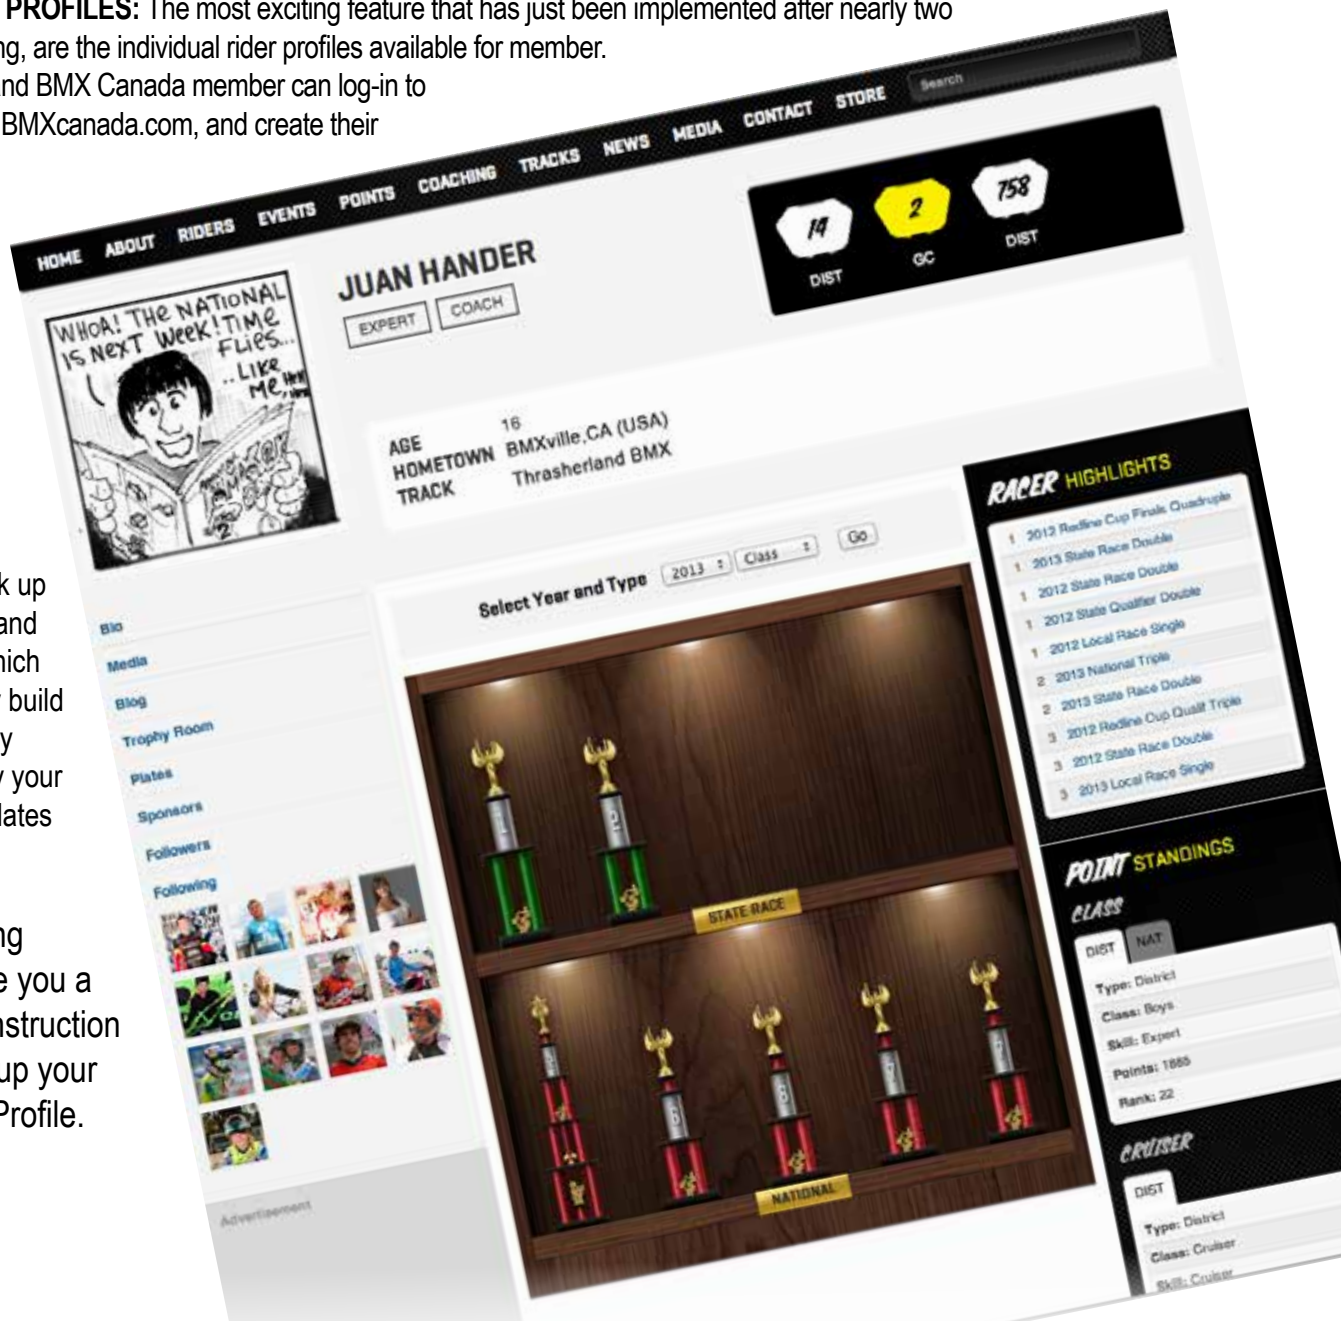 PROFILES: The most exciting feature that has just been implemented after nearly two
ng, are the individual rider profiles available for member.
nd BMX Canada member can log-in to
BMXcanada.com, and create their
HOME ABOUT RIDERS EVENTS POINTS COACHING TRACKS NEWS MEDIA CONTACT STORE
Search
WHOA! THE NATIONAL
IS NEXT WEEK! TIME
FLIES...
..LIKE
ME,
JUAN HANDER
EXPERT COACH
14 2 758
DIST GC DIST
AGE 16
HOMETOWN BMXville,CA (USA)
TRACK Thrasherland BMX
Select Year and Type 2013 Class Go
k up
and
hich
build
y
your
lates
ng
e you a
nstruction
up your
Profile.
Bio
Media
Blog
Trophy Room
Plates
Sponsors
Followers
Following
Advertisement
1 2
STATE RACE
6 6 7 7
NATIONAL
RACER HIGHLIGHTS
1 2012 Redline Cup Finals Quadruple
1 2013 State Race Double
1 2012 State Race Double
1 2012 State Qualifier Double
1 2012 Local Race Single
2 2013 National Triple
2 2013 State Race Double
3 2012 Redline Cup Qualif Triple
3 2012 State Race Double
3 2013 Local Race Single
POINT STANDINGS
CLASS
DIST NAT
Type: District
Class: Boys
Skill: Expert
Points: 1885
Rank: 22
CRUISER
DIST
Type: District
Class: Cruiser
Skill: Cruiser